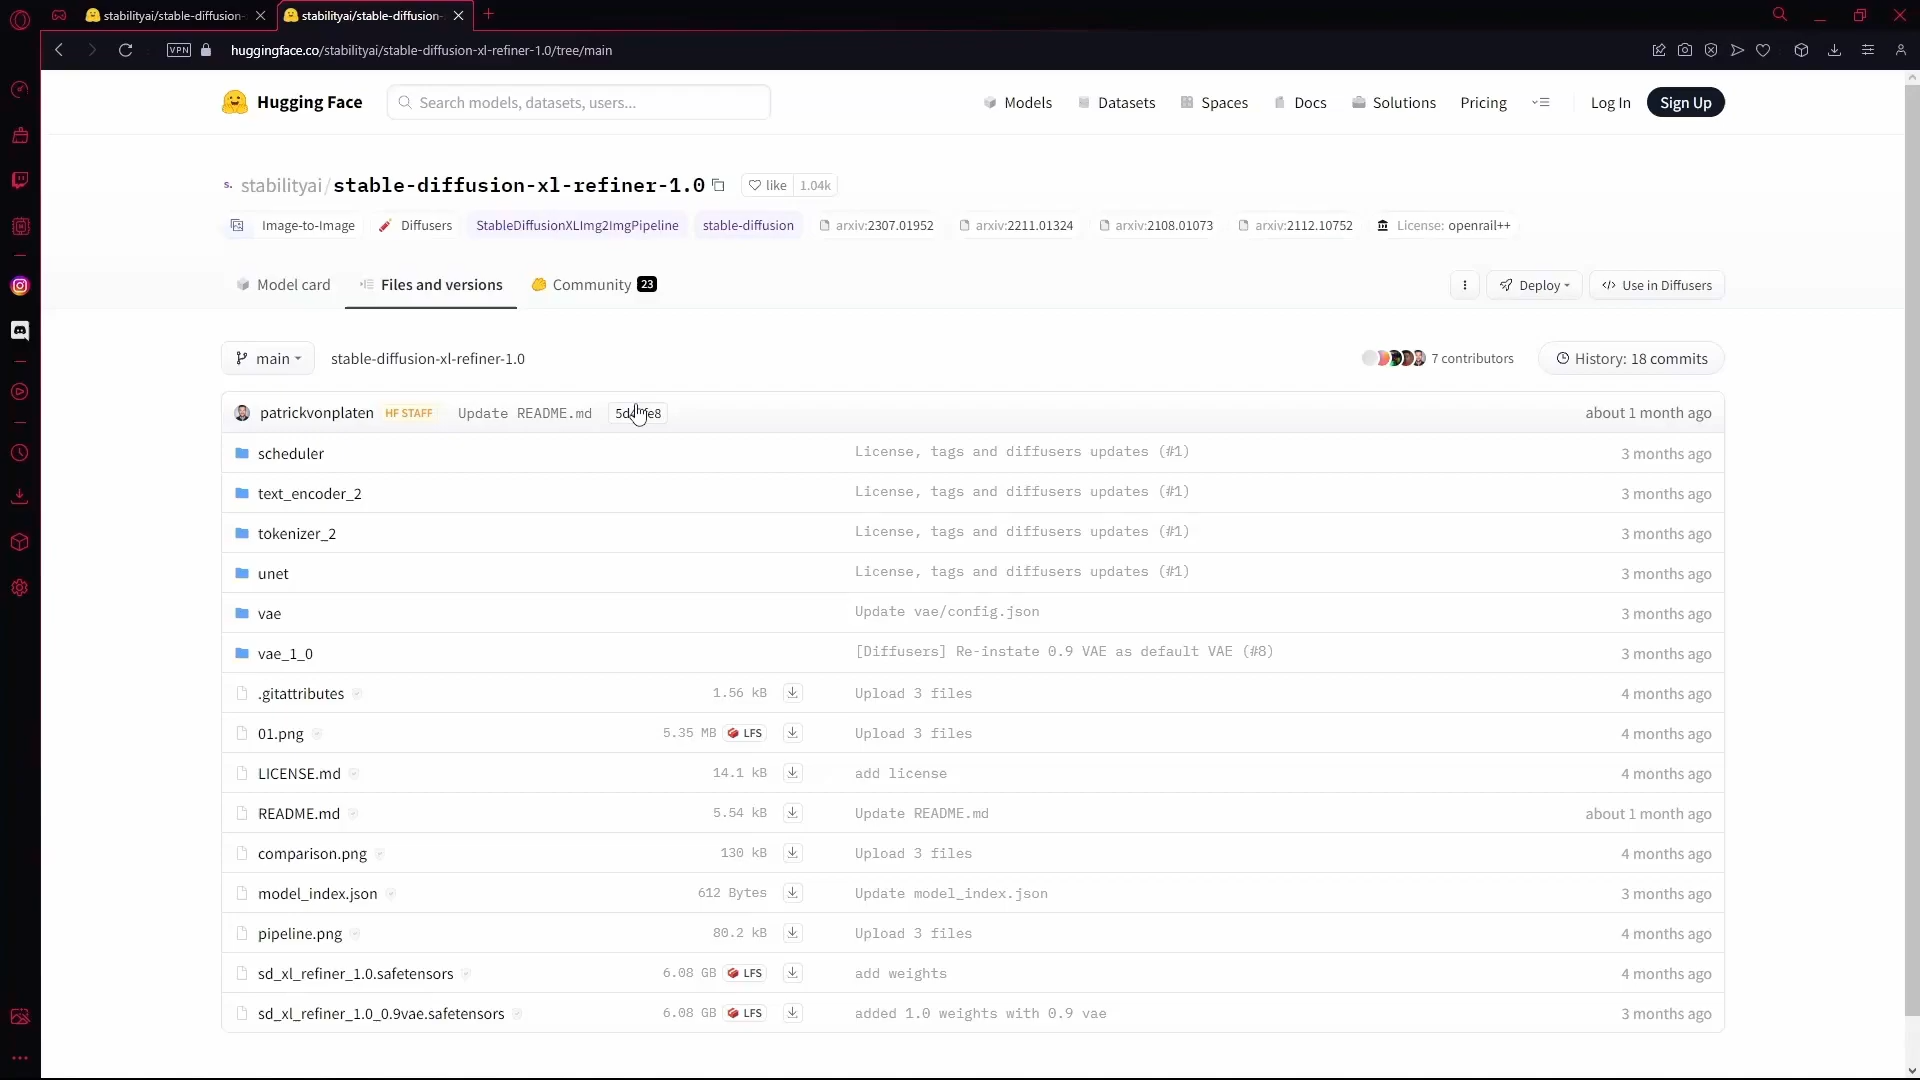 stabilityai/stable-diffusion-
stabilityai/stable-diffusion-
VPN
huggingface.co/stabilityai/stable-diffusion-xl-refiner-1.0/tree/main
Hugging Face
Search models, datasets, users...
Models
Datasets
Spaces
Docs
Solutions
Pricing
Log In
Sign Up
s. stabilityai/stable-diffusion-xl-refiner-1.0
like 1.04k
Image-to-Image
Diffusers
StableDiffusionXLImg2ImgPipeline
stable-diffusion
arxiv:2307.01952
arxiv:2211.01324
arxiv:2108.01073
arxiv:2112.10752
License: openrail++
Model card
Files and versions
Community 23
Deploy
</> Use in Diffusers
main
stable-diffusion-xl-refiner-1.0
7 contributors
History: 18 commits
patrickvonplaten HF STAFF Update README.md about 1 month ago
scheduler License, tags and diffusers updates (#1) 3 months ago
text_encoder_2 License, tags and diffusers updates (#1) 3 months ago
tokenizer_2 License, tags and diffusers updates (#1) 3 months ago
unet License, tags and diffusers updates (#1) 3 months ago
vae Update vae/config.json 3 months ago
vae_1_0 [Diffusers] Re-instate 0.9 VAE as default VAE (#8) 3 months ago
.gitattributes 1.56 kB Upload 3 files 4 months ago
01.png 5.35 MB LFS Upload 3 files 4 months ago
LICENSE.md 14.1 kB add license 4 months ago
README.md 5.54 kB Update README.md about 1 month ago
comparison.png 130 kB Upload 3 files 4 months ago
model_index.json 612 Bytes Update model_index.json 3 months ago
pipeline.png 80.2 kB Upload 3 files 4 months ago
sd_xl_refiner_1.0.safetensors 6.08 GB LFS add weights 4 months ago
sd_xl_refiner_1.0_0.9vae.safetensors 6.08 GB LFS added 1.0 weights with 0.9 vae 3 months ago